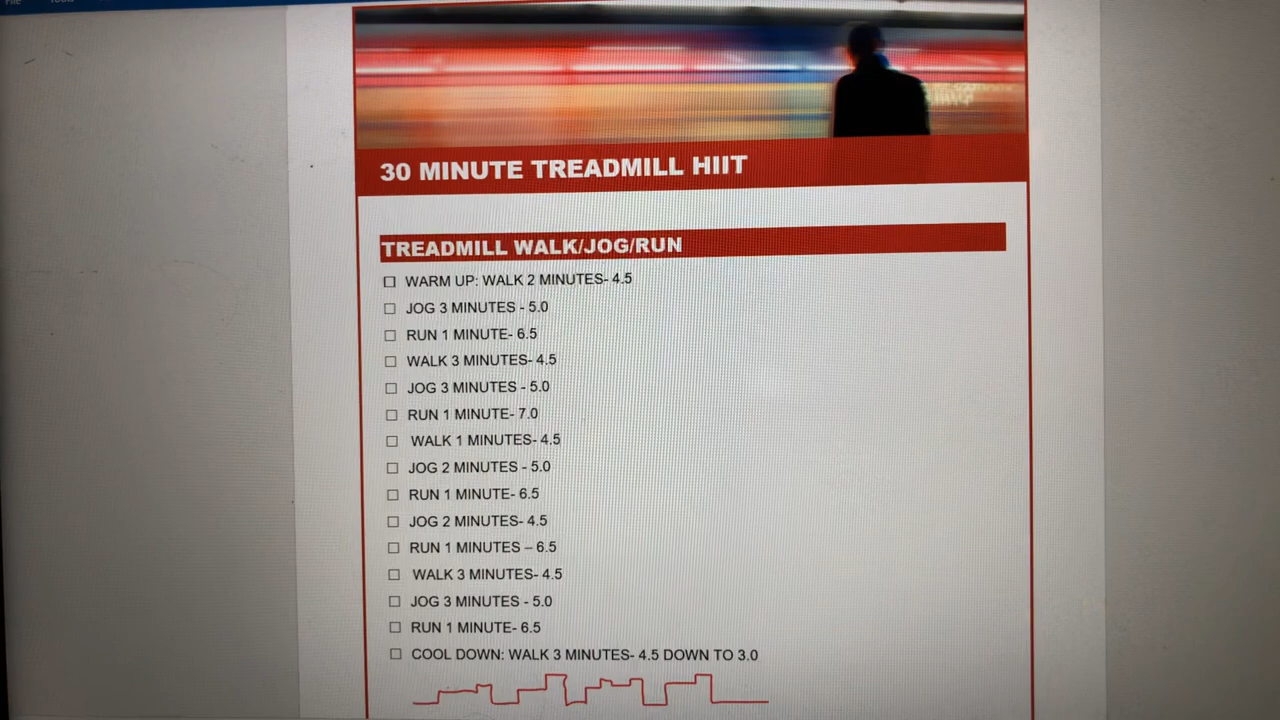 30 MINUTE TREADMILL HIIT
TREADMILL WALK/JOG/RUN
☐ WARM UP: WALK 2 MINUTES- 4.5
☐ JOG 3 MINUTES - 5.0
☐ RUN 1 MINUTE- 6.5
☐ WALK 3 MINUTES- 4.5
☐ JOG 3 MINUTES - 5.0
☐ RUN 1 MINUTE- 7.0
☐ WALK 1 MINUTES- 4.5
☐ JOG 2 MINUTES - 5.0
☐ RUN 1 MINUTE- 6.5
☐ JOG 2 MINUTES- 4.5
☐ RUN 1 MINUTES – 6.5
☐ WALK 3 MINUTES- 4.5
☐ JOG 3 MINUTES - 5.0
☐ RUN 1 MINUTE- 6.5
☐ COOL DOWN: WALK 3 MINUTES- 4.5 DOWN TO 3.0